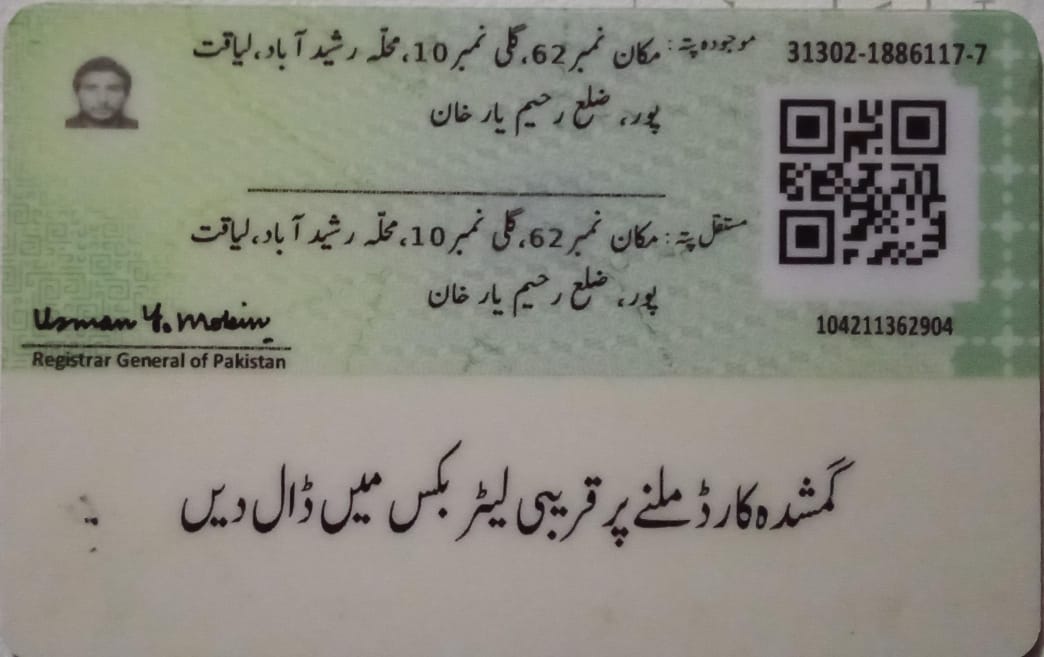 31302-1886117-7
موجودہ پتہ: مکان نمبر 62، گلی نمبر 10، محلّہ رشید آباد، لیاقت
پور، ضلع رحیم یار خان
مستقل پتہ: مکان نمبر 62، گلی نمبر 10، محلّہ رشید آباد، لیاقت
پور، ضلع رحیم یار خان
104211362904
Usman Y. Mobin
Registrar General of Pakistan
گمشدہ کارڈ ملنے پر قریبی لیٹر بکس میں ڈال دیں